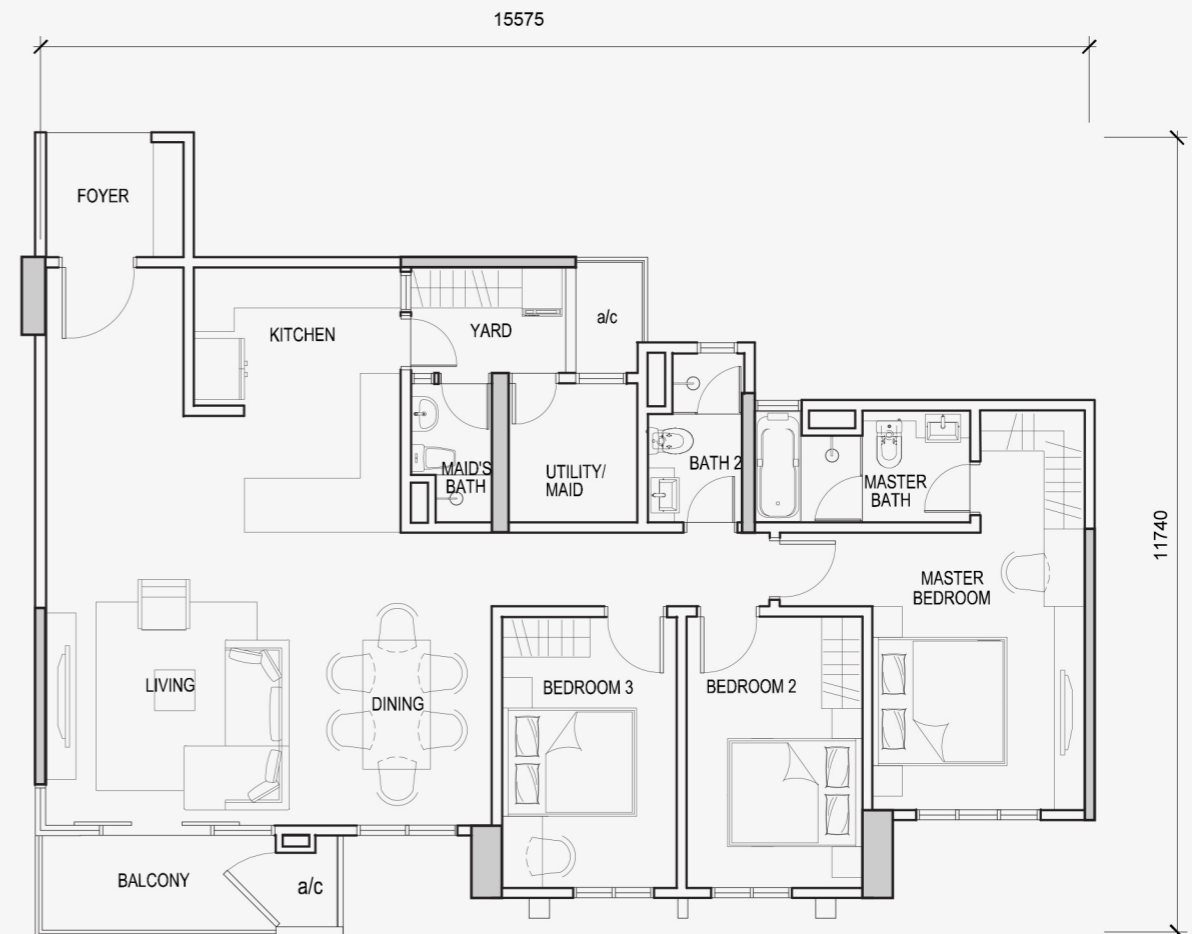 15575
FOYER
KITCHEN
YARD
a/c
11740
MAID'S
BATH
UTILITY/
MAID
BATH 2
MASTER
BATH
MASTER
BEDROOM
LIVING
DINING
BEDROOM 3
BEDROOM 2
BALCONY
a/c